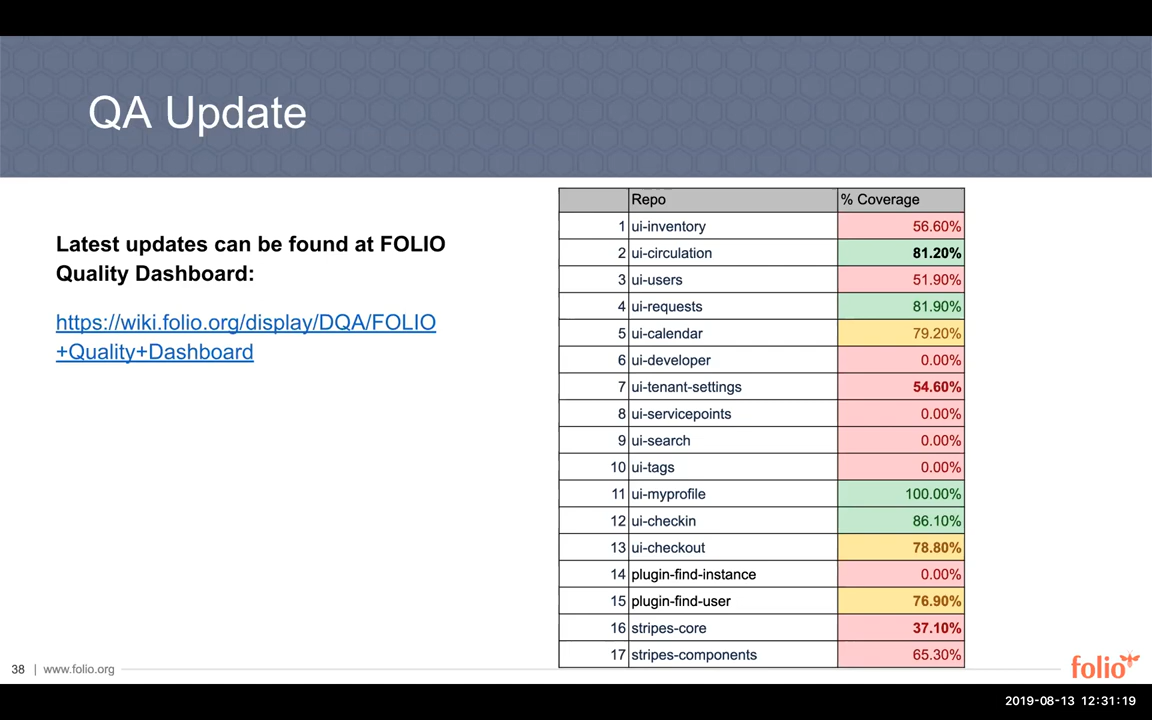 QA Update
Latest updates can be found at FOLIO
Quality Dashboard:
https://wiki.folio.org/display/DQA/FOLIO
+Quality+Dashboard
Repo % Coverage
1 ui-inventory 56.60%
2 ui-circulation 81.20%
3 ui-users 51.90%
4 ui-requests 81.90%
5 ui-calendar 79.20%
6 ui-developer 0.00%
7 ui-tenant-settings 54.60%
8 ui-servicepoints 0.00%
9 ui-search 0.00%
10 ui-tags 0.00%
11 ui-myprofile 100.00%
12 ui-checkin 86.10%
13 ui-checkout 78.80%
14 plugin-find-instance 0.00%
15 plugin-find-user 76.90%
16 stripes-core 37.10%
17 stripes-components 65.30%
38 | www.folio.org
folio
2019-08-13 12:31:19